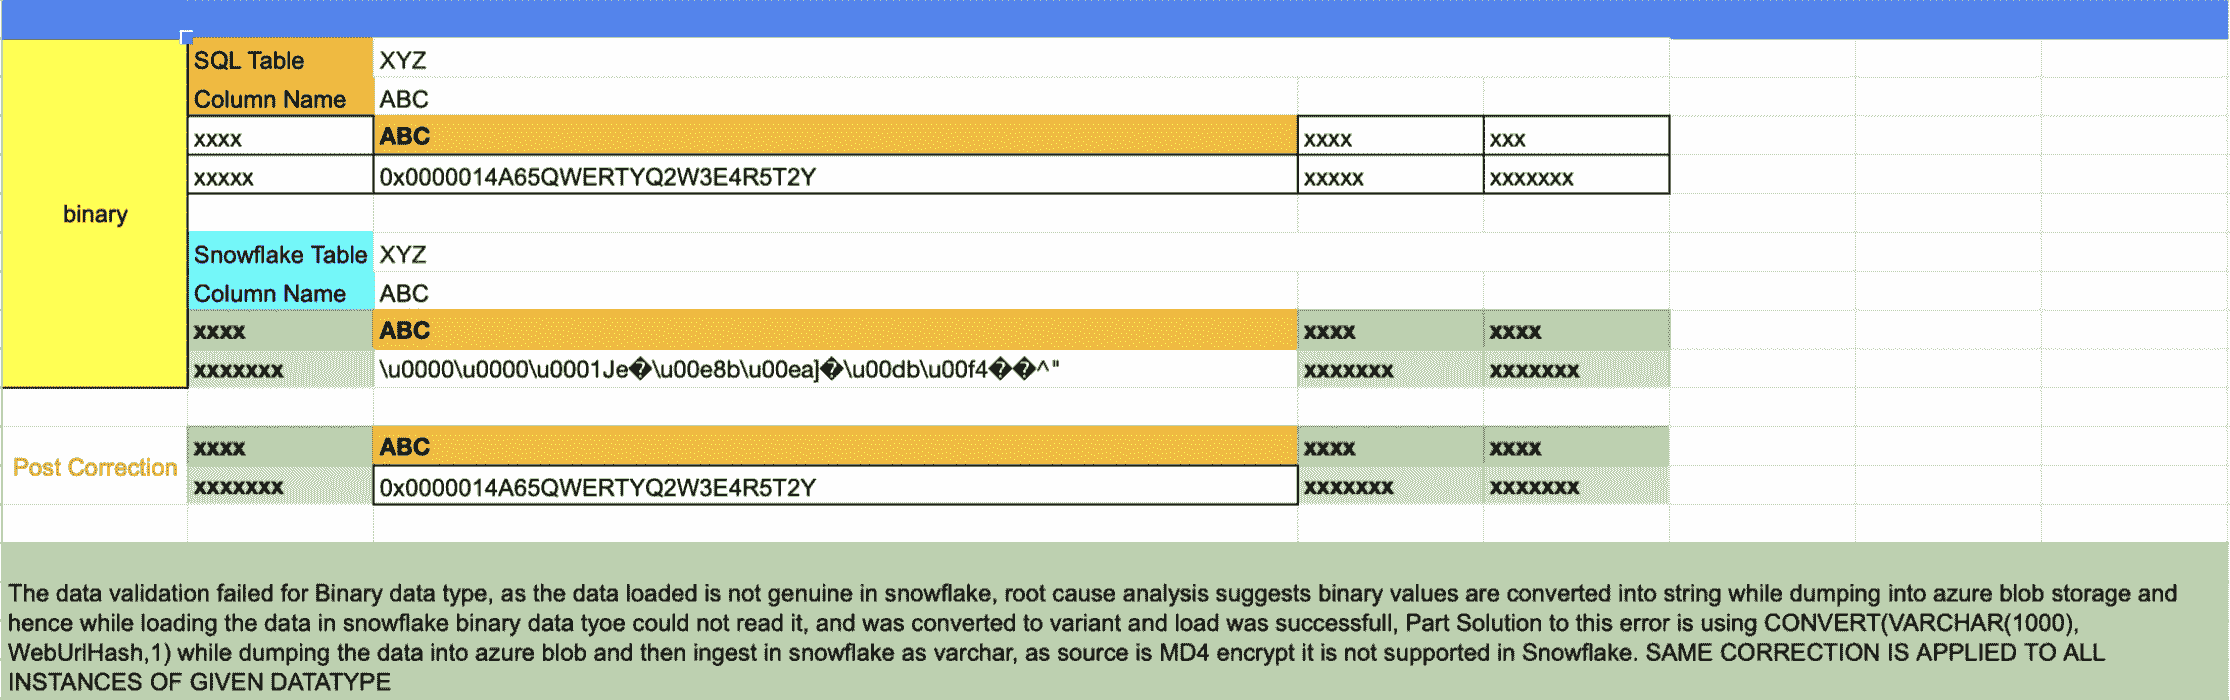 SQL Table XYZ
Column Name ABC
xxxx ABC xxxx xxx
xxxxx 0x0000014A65QWERTYQ2W3E4R5T2Y xxxxx xxxxxxx
binary
Snowflake Table XYZ
Column Name ABC
xxxx ABC xxxx xxxx
xxxxxxx \u0000\u0000\u0001Je�\u00e8b\u00ea]�\u00db\u00f4��^" xxxxxxx xxxxxxx
xxxx ABC xxxx xxxx
Post Correction
xxxxxxx 0x0000014A65QWERTYQ2W3E4R5T2Y xxxxxxx xxxxxxx
The data validation failed for Binary data type, as the data loaded is not genuine in snowflake, root cause analysis suggests binary values are converted into string while dumping into azure blob storage and
hence while loading the data in snowflake binary data tyoe could not read it, and was converted to variant and load was successfull, Part Solution to this error is using CONVERT(VARCHAR(1000),
WebUrlHash,1) while dumping the data into azure blob and then ingest in snowflake as varchar, as source is MD4 encrypt it is not supported in Snowflake. SAME CORRECTION IS APPLIED TO ALL
INSTANCES OF GIVEN DATATYPE